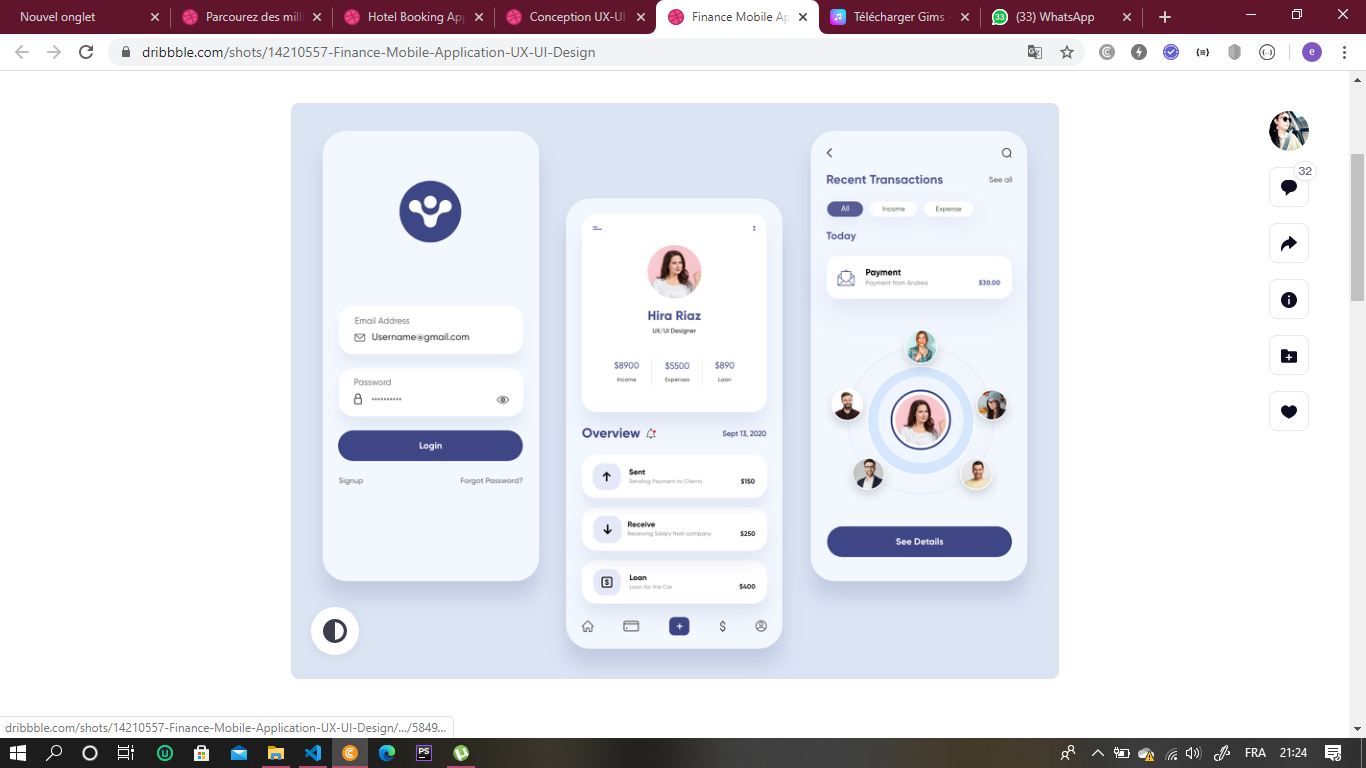 Nouvel onglet
Parcourez des milli
Hotel Booking App
Conception UX-UI
Finance Mobile Ap
Télécharger Gims -
33
(33) WhatsApp
dribbble.com/shots/14210557-Finance-Mobile-Application-UX-UI-Design
e
32
Email Address
Username@gmail.com
Password
Login
Signup
Forgot Password?
Hira Riaz
UX/UI Designer
$8900
$5500
$890
Income
Expenses
Loan
Overview
Sept 13, 2020
Sent
Sending Payment to Clients
$150
Receive
Receiving Salary from company
$250
Loan
Loan for the Car
$400
Recent Transactions
See all
All
Income
Expense
Today
Payment
Payment from Andrea
$30.00
See Details
dribbble.com/shots/14210557-Finance-Mobile-Application-UX-UI-Design/.../5849...
PS
FRA
21:24